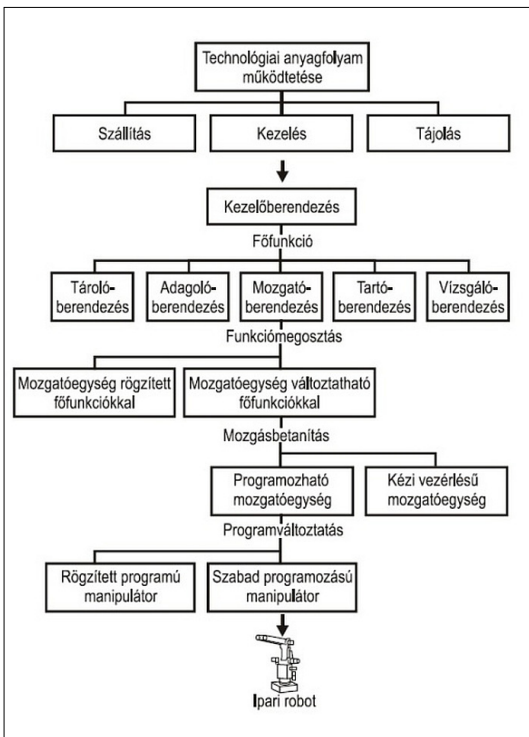 Technológiai anyagfolyam
működtetése
Szállítás
Kezelés
Tájolás
Kezelőberendezés
Főfunkció
Tároló-
berendezés
Adagoló-
berendezés
Mozgató-
berendezés
Tartó-
berendezés
Vízsgáló-
berendezés
Funkciómegosztás
Mozgatóegység rögzített
főfunkciókkal
Mozgatóegység változtatható
főfunkciókkal
Mozgásbetanítás
Programozható
mozgatóegység
Kézi vezérlésű
mozgatóegység
Programváltoztatás
Rögzített programú
manipulátor
Szabad programozású
manipulátor
Ipari robot